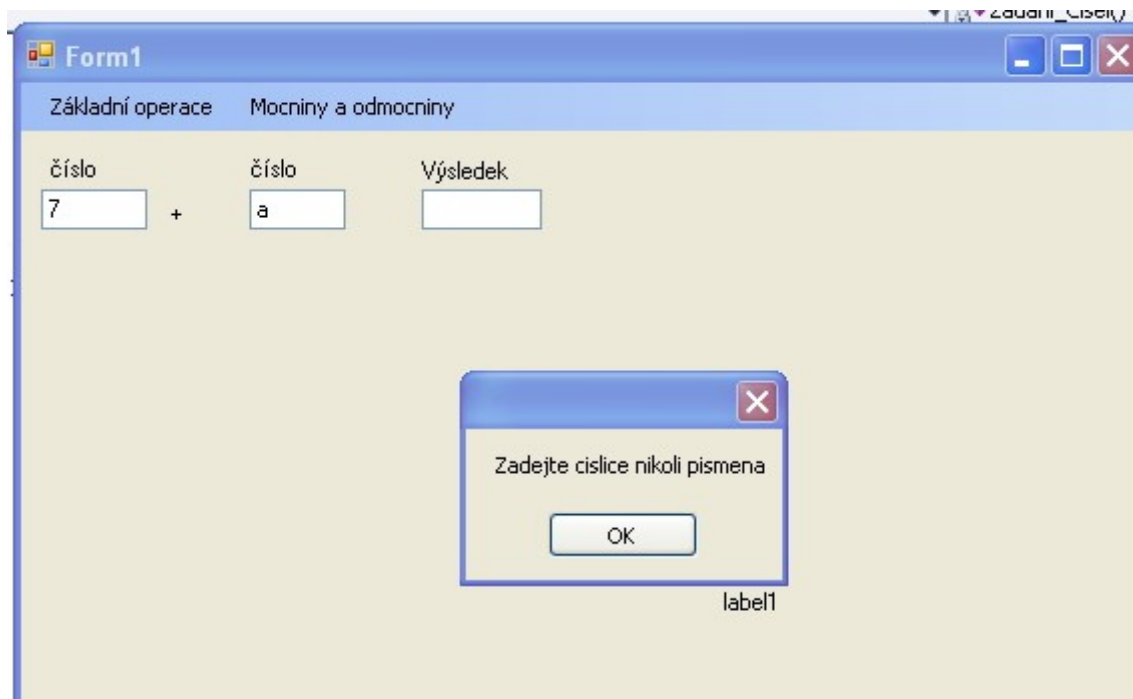 Zadani_Cisel()
Form1
Základní operace Mocniny a odmocniny
číslo číslo Výsledek
7 + a
Zadejte cislice nikoli pismena
OK
label1